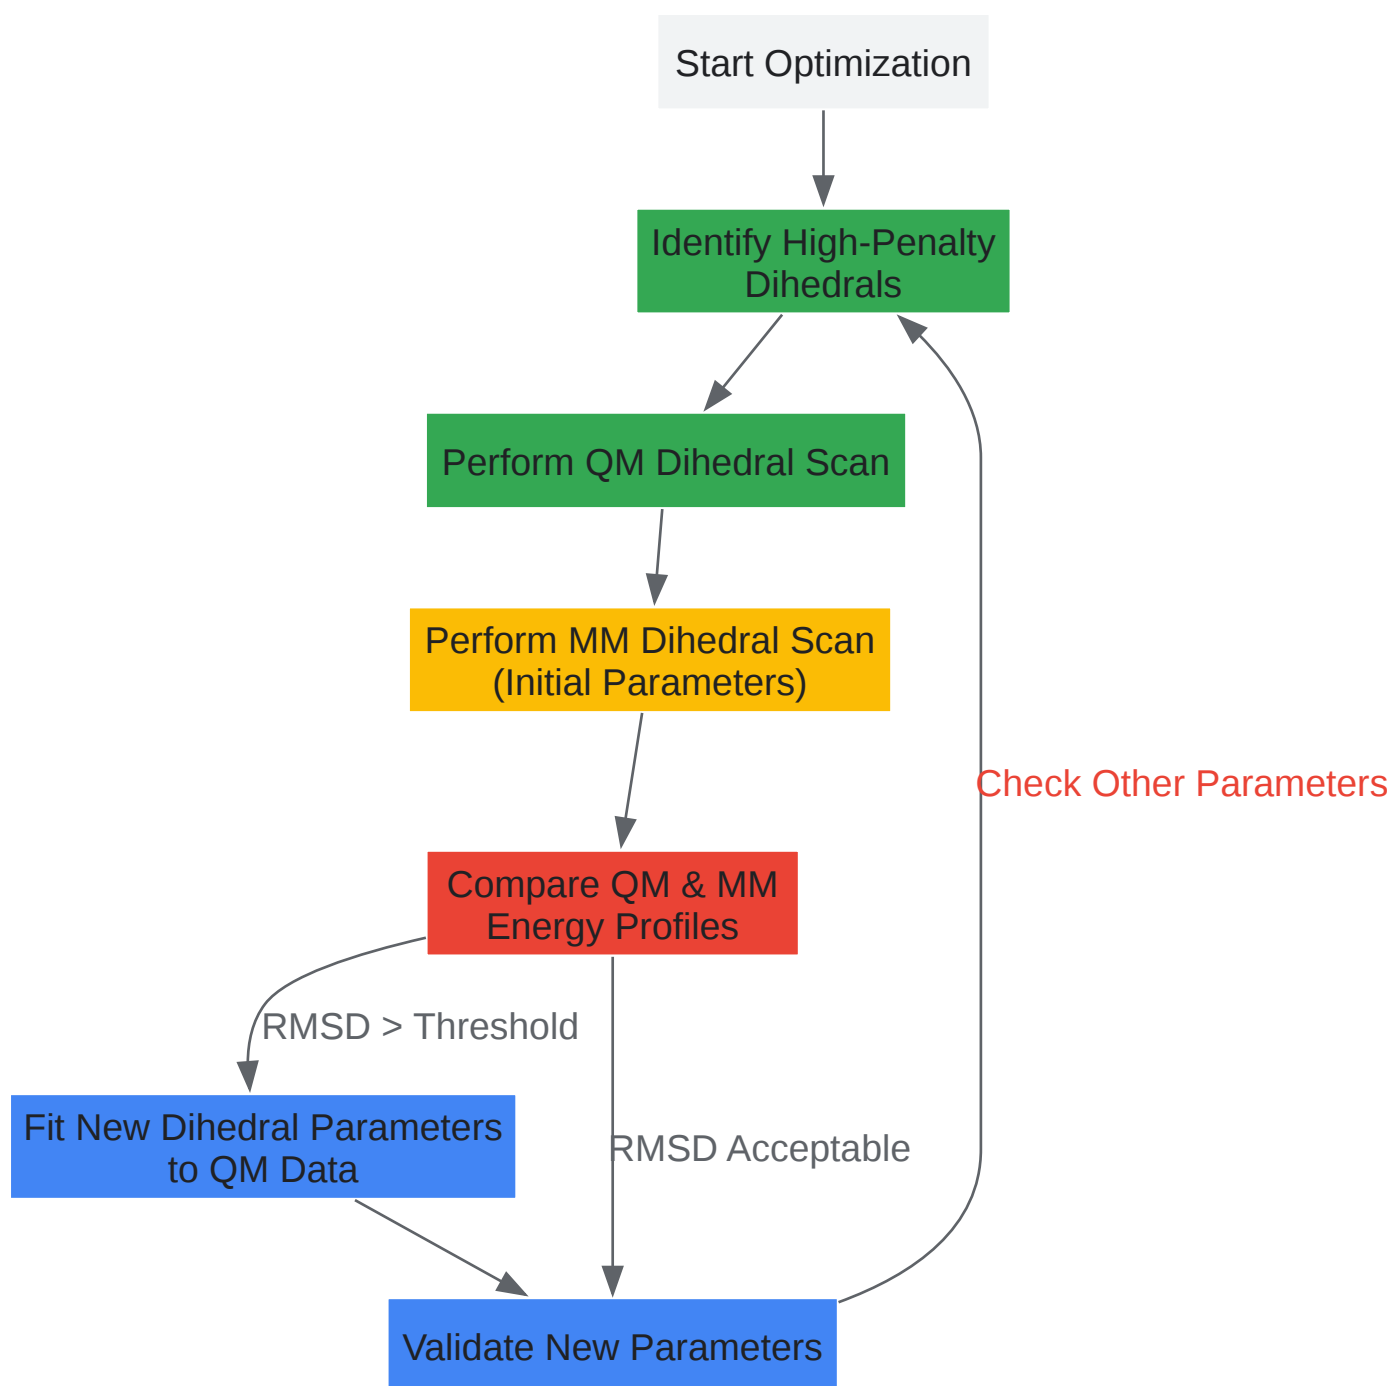 Start Optimization
Identify High-Penalty
Dihedrals
Perform QM Dihedral Scan
Perform MM Dihedral Scan
(Initial Parameters)
Check Other Parameters
Compare QM & MM
Energy Profiles
RMSD > Threshold
Fit New Dihedral Parameters
to QM Data
RMSD Acceptable
Validate New Parameters